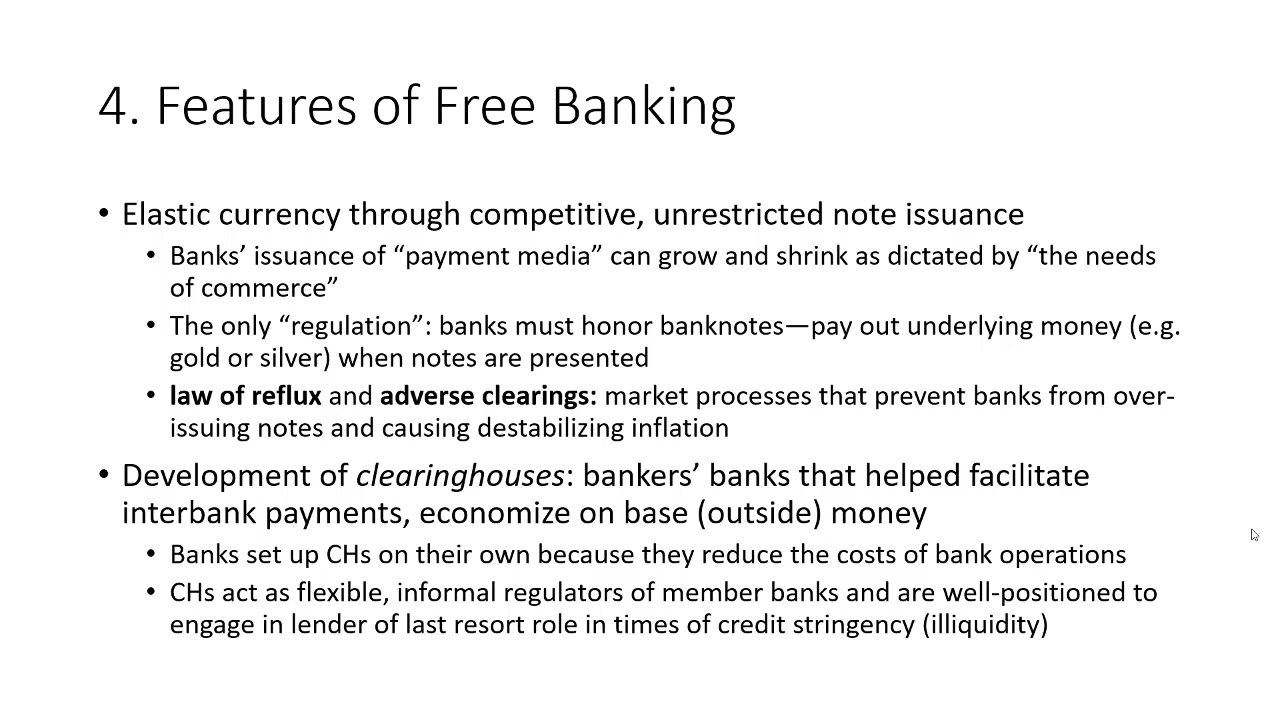 4. Features of Free Banking
• Elastic currency through competitive, unrestricted note issuance
• Banks’ issuance of “payment media” can grow and shrink as dictated by “the needs
of commerce”
• The only “regulation”: banks must honor banknotes—pay out underlying money (e.g.
gold or silver) when notes are presented
• law of reflux and adverse clearings: market processes that prevent banks from over-
issuing notes and causing destabilizing inflation
• Development of clearinghouses: bankers’ banks that helped facilitate
interbank payments, economize on base (outside) money
• Banks set up CHs on their own because they reduce the costs of bank operations
• CHs act as flexible, informal regulators of member banks and are well-positioned to
engage in lender of last resort role in times of credit stringency (illiquidity)